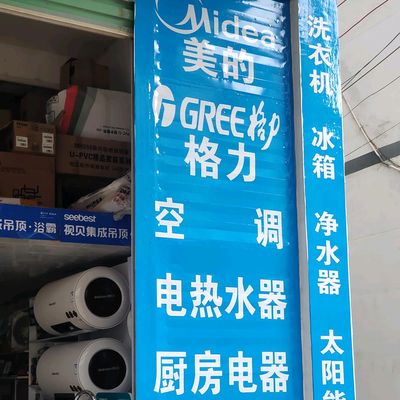 Midea
美的
GREE格力
格力
空调
电热水器
厨房电器
洗衣机
冰箱
净水器
太阳能
seebest
吊顶·浴霸
视贝集成吊顶
U-PVC